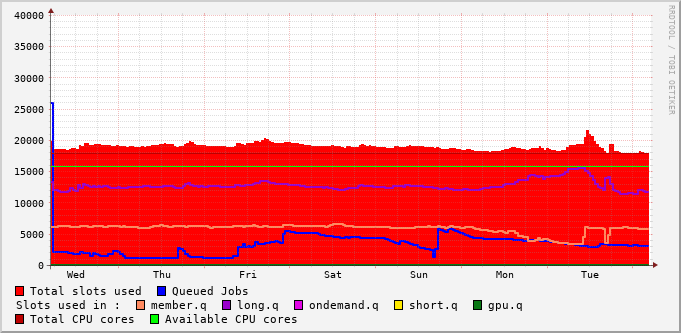 40000
35000
30000
25000
20000
15000
10000
5000
0
Wed Thu Fri Sat Sun Mon Tue
RRDTOOL / TOBI OETIKER
Total slots used Queued Jobs
Slots used in : member.q long.q ondemand.q short.q gpu.q
Total CPU cores Available CPU cores